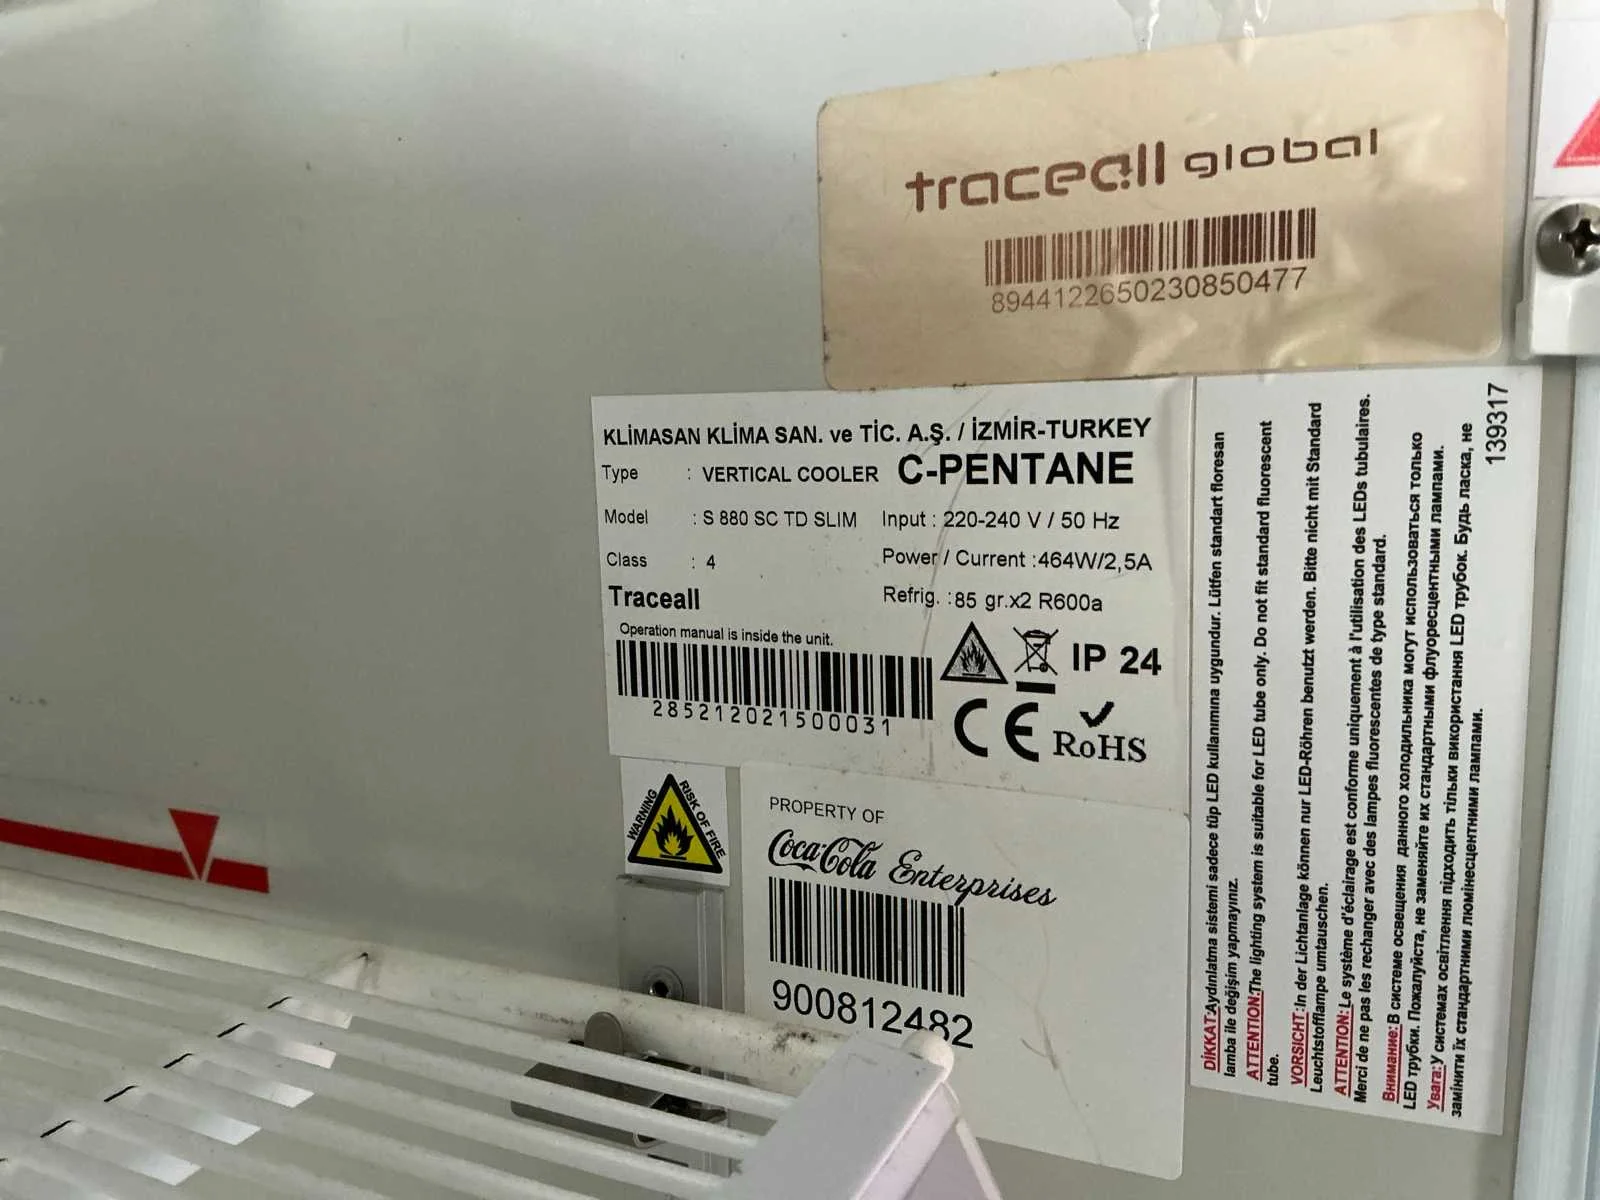 traceall global
8944122650230850477
KLİMASAN KLİMA SAN. ve TİC. A.Ş. / İZMİR-TURKEY
Type : VERTICAL COOLER C-PENTANE
Model : S 880 SC TD SLIM Input : 220-240 V / 50 Hz
Class : 4 Power / Current :464W/2,5A
Traceall Refrig. :85 gr.x2 R600a
Operation manual is inside the unit.
285212021500031
IP 24
CE RoHS
WARNING RISK OF FIRE
PROPERTY OF
Coca-Cola Enterprises
900812482
DİKKAT:Aydınlatma sistemi sadece tüp LED kullanımına uygundur. Lütfen standart floresan
lamba ile değişim yapmayınız.
ATTENTION:The lighting system is suitable for LED tube only. Do not fit standard fluorescent
tube.
VORSICHT:In der Lichtanlage können nur LED-Röhren benutzt werden. Bitte nicht mit Standard
Leuchtstofflampe umtauschen.
ATTENTION: Le système d'éclairage est conforme uniquement à l'utilisation des LEDs tubulaires.
Merci de ne pas les rechanger avec des lampes fluorescentes de type standard.
Внимание: В системе освещения данного холодильника могут использоваться только
LED трубки. Пожалуйста, не заменяйте их стандартными флуоресцентными лампами.
Увага:У системах освітлення підходить тільки використання LED трубок. Будь ласка, не
замінити їх стандартними люмінесцентними лампами.
139317